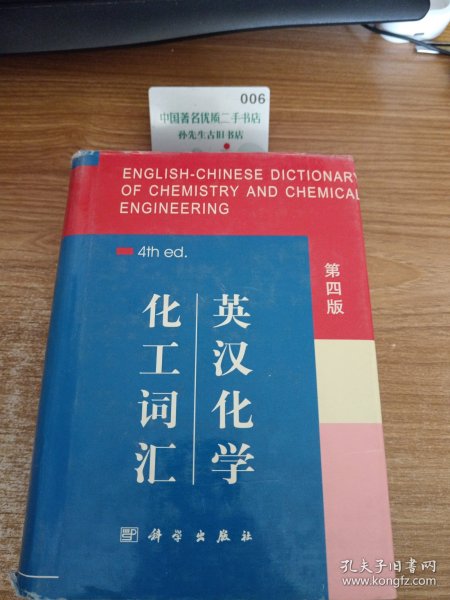 006
中国著名优质二手书店
孙先生古旧书店
ENGLISH-CHINESE DICTIONARY
OF CHEMISTRY AND CHEMICAL
ENGINEERING
4th ed.
第四版
英汉化学
化工词汇
科学出版社
孔夫子旧书网
www.kongfz.com